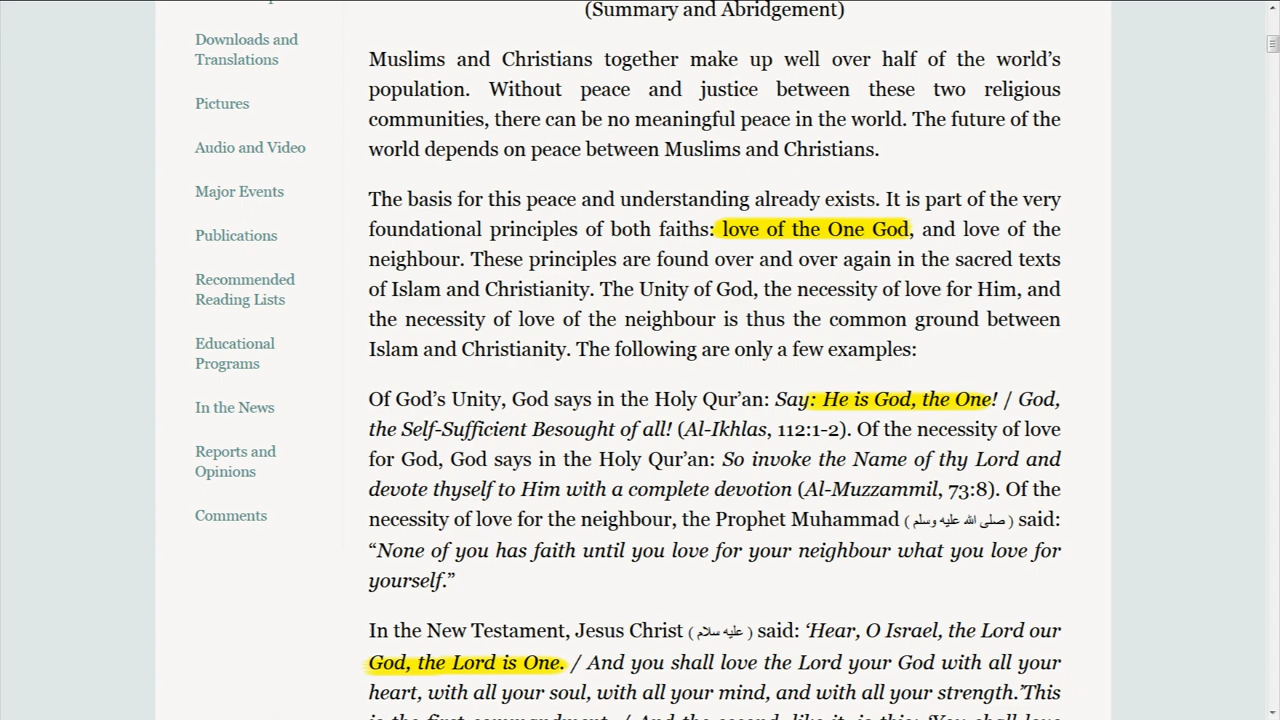 (Summary and Abridgement)
Downloads and
Translations
Pictures
Audio and Video
Major Events
Publications
Recommended
Reading Lists
Educational
Programs
In the News
Reports and
Opinions
Comments
Muslims and Christians together make up well over half of the world’s
population. Without peace and justice between these two religious
communities, there can be no meaningful peace in the world. The future of the
world depends on peace between Muslims and Christians.
The basis for this peace and understanding already exists. It is part of the very
foundational principles of both faiths: love of the One God, and love of the
neighbour. These principles are found over and over again in the sacred texts
of Islam and Christianity. The Unity of God, the necessity of love for Him, and
the necessity of love of the neighbour is thus the common ground between
Islam and Christianity. The following are only a few examples:
Of God’s Unity, God says in the Holy Qur’an: Say: He is God, the One! / God,
the Self-Sufficient Besought of all! (Al-Ikhlas, 112:1-2). Of the necessity of love
for God, God says in the Holy Qur’an: So invoke the Name of thy Lord and
devote thyself to Him with a complete devotion (Al-Muzzammil, 73:8). Of the
necessity of love for the neighbour, the Prophet Muhammad (صلى الله عليه وسلم) said:
“None of you has faith until you love for your neighbour what you love for
yourself.”
In the New Testament, Jesus Christ (عليه سلام) said: ‘Hear, O Israel, the Lord our
God, the Lord is One. / And you shall love the Lord your God with all your
heart, with all your soul, with all your mind, and with all your strength.’ This
is the first commandment. / And the second, like it, is this: ‘You shall love